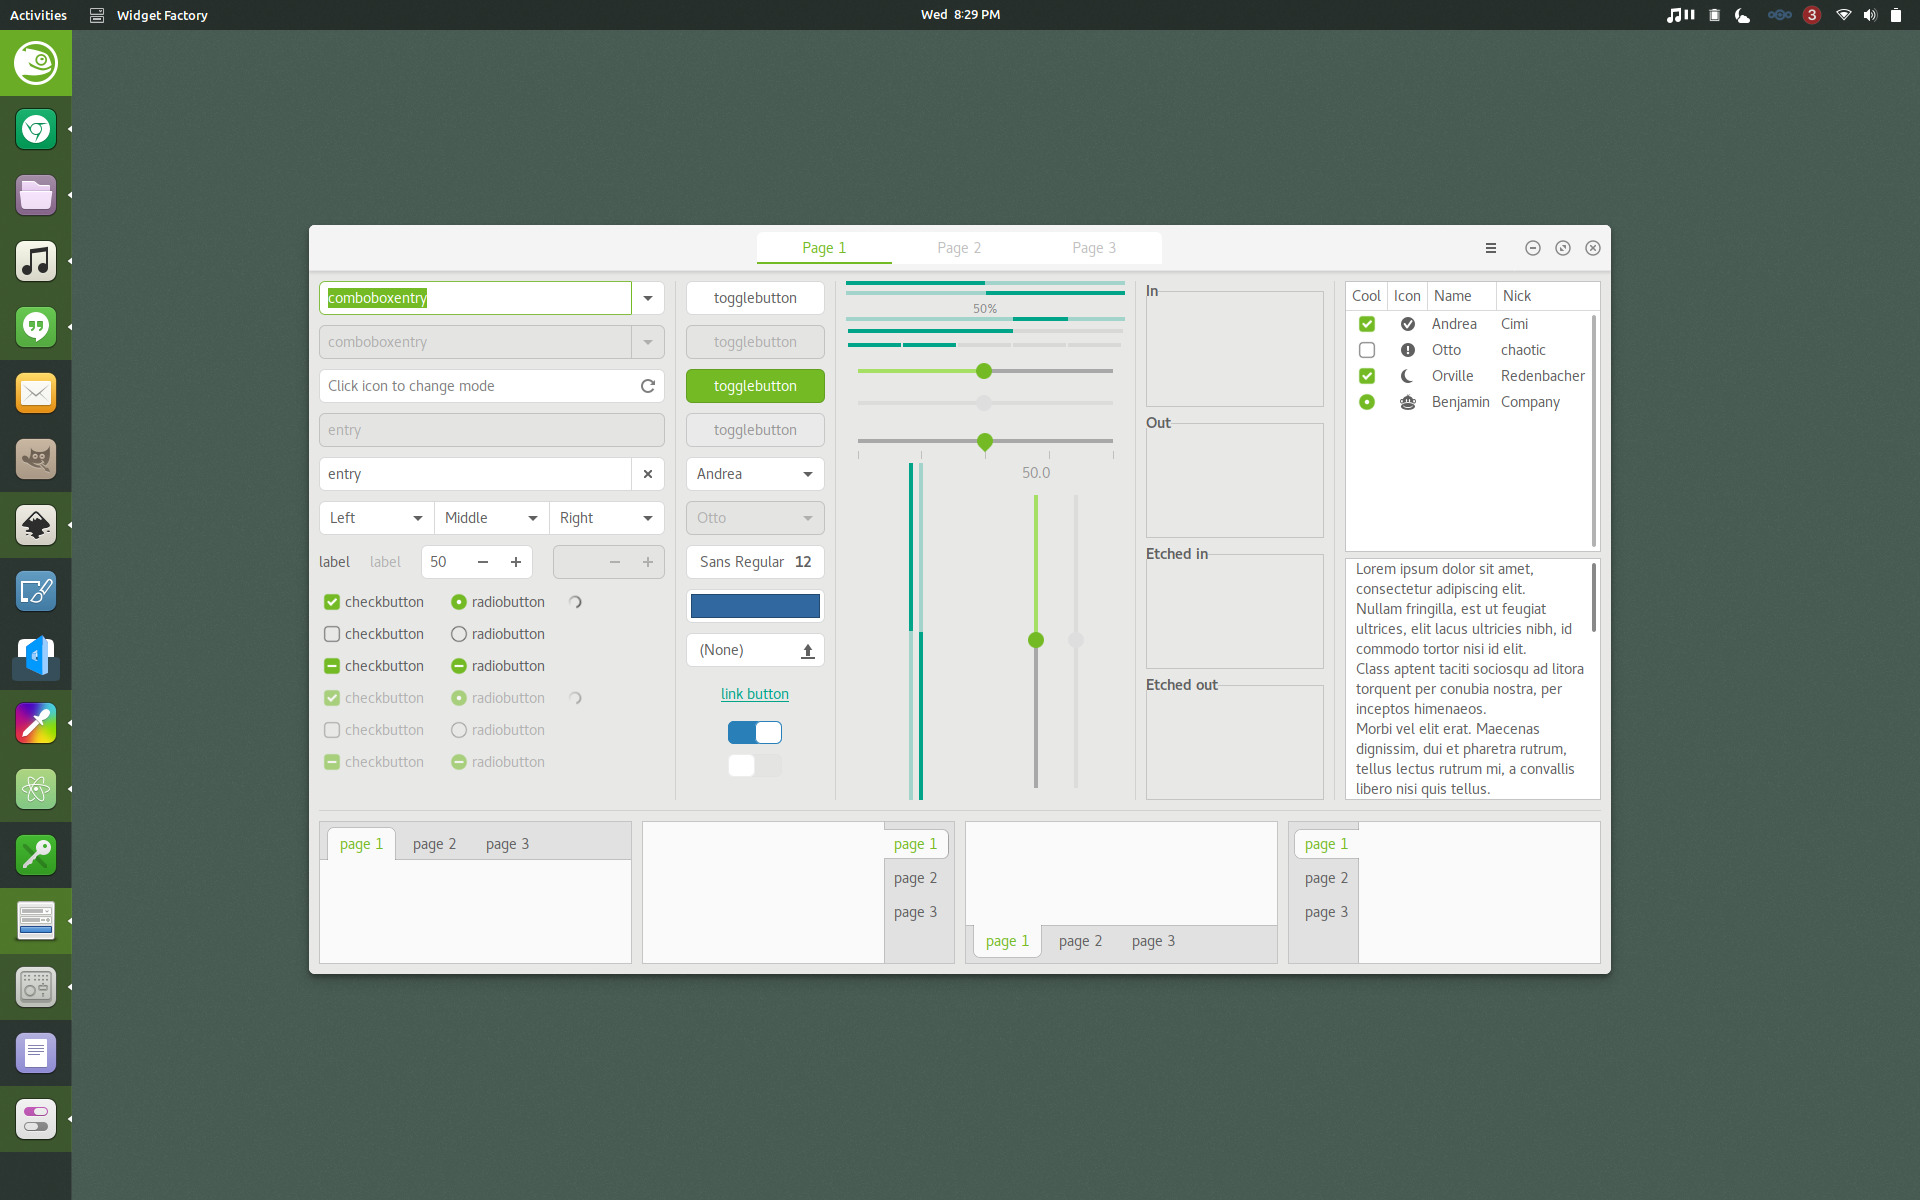 Activities Widget Factory Wed 8:29 PM 3
Page 1 Page 2 Page 3
comboboxentry
comboboxentry
Click icon to change mode
entry
entry
Left Middle Right
label label 50
checkbutton radiobutton
checkbutton radiobutton
checkbutton radiobutton
checkbutton radiobutton
checkbutton radiobutton
checkbutton radiobutton
togglebutton
togglebutton
togglebutton
togglebutton
Andrea
Otto
Sans Regular 12
(None)
link button
50%
50.0
In
Out
Etched in
Etched out
Cool Icon Name Nick
Andrea Cimi
Otto chaotic
Orville Redenbacher
Benjamin Company
Lorem ipsum dolor sit amet,
consectetur adipiscing elit.
Nullam fringilla, est ut feugiat
ultrices, elit lacus ultricies nibh, id
commodo tortor nisi id elit.
Class aptent taciti sociosqu ad litora
torquent per conubia nostra, per
inceptos himenaeos.
Morbi vel elit erat. Maecenas
dignissim, dui et pharetra rutrum,
tellus lectus rutrum mi, a convallis
libero nisi quis tellus.
page 1 page 2 page 3
page 1
page 2
page 3
page 1 page 2 page 3
page 1
page 2
page 3